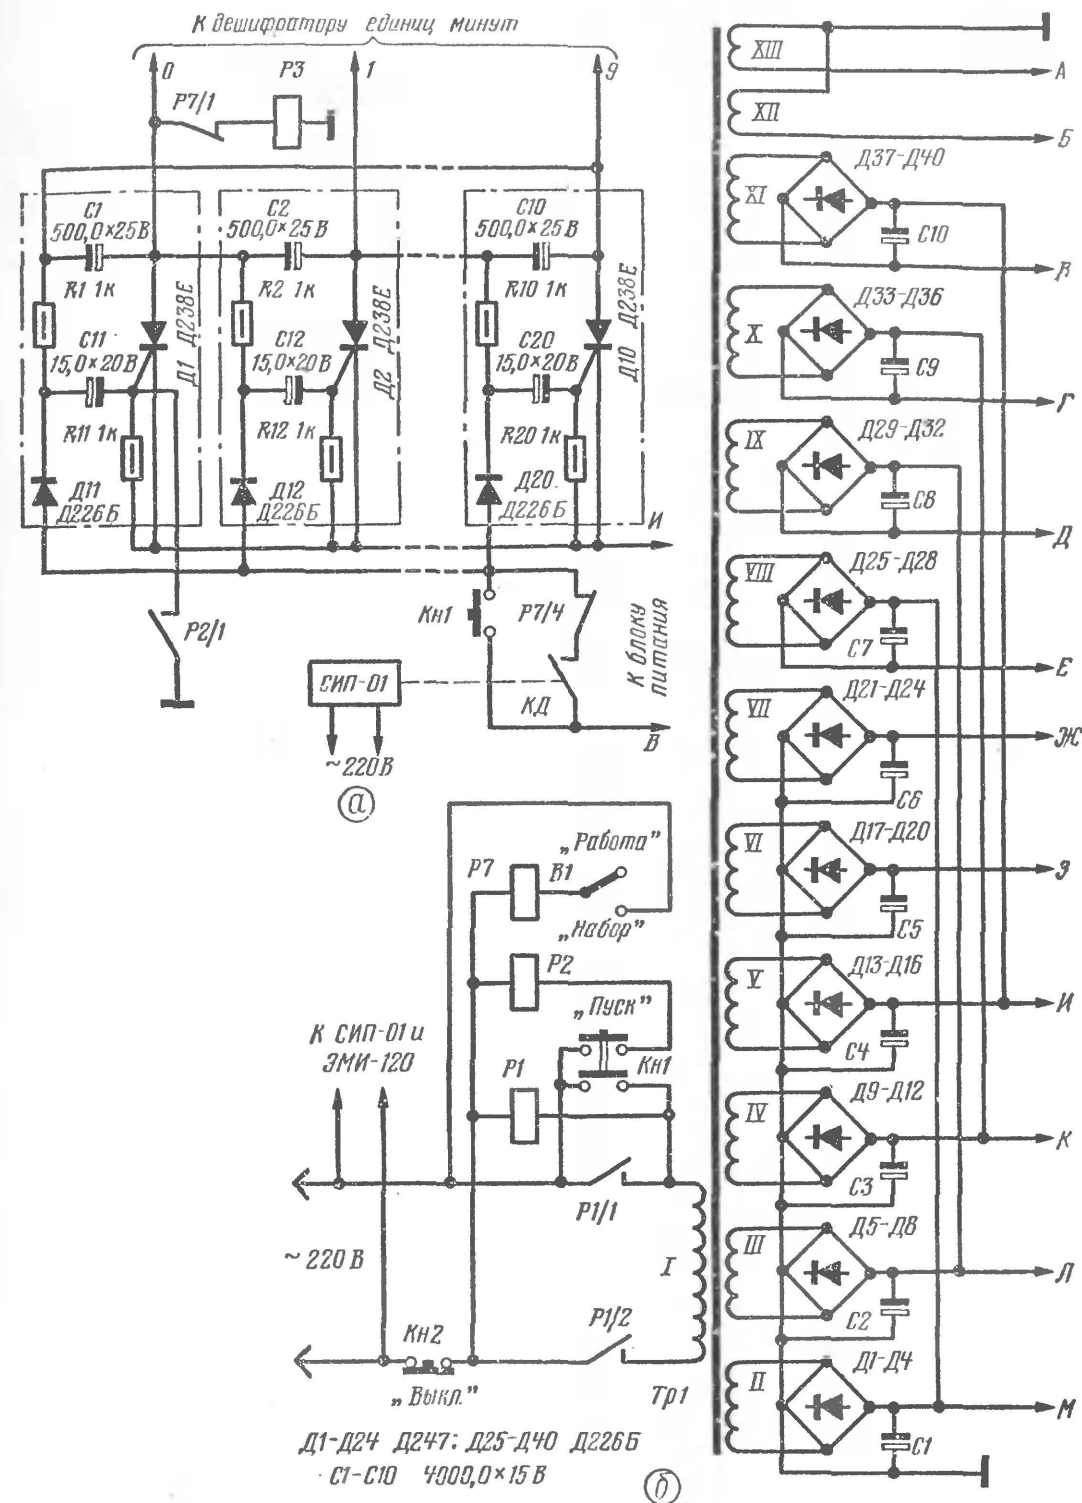 К дешифратору единиц минут
0
Р3
1
9
Р7/1
С1
500,0×25В
С2
500,0×25В
С10
500,0×25В
R1 1к
R2 1к
R10 1к
Д238Е
Д238Е
Д238Е
С11
15,0×20В
С12
15,0×20В
С20
15,0×20В
Д1
Д2
Д10
R11 1к
R12 1к
R20 1к
Д11
Д226Б
Д12
Д226Б
Д20
Д226Б
И
Р2/1
Кн1
Р7/4
К блоку
питания
СИП-01
КД
В
~220В
а
„Работа”
Р7
В1
„Набор”
Р2
К СИП-01 и
ЭМИ-120
„Пуск”
Р1
Кн1
Р1/1
~220В
I
Кн2
Р1/2
„Выкл.”
Тр1
Д1-Д24 Д247; Д25-Д40 Д226Б
С1-С10 4000,0×15В
б
XIII
А
XII
Б
Д37-Д40
XI
С10
В
Д33-Д36
X
С9
Г
Д29-Д32
IX
С8
Д
Д25-Д28
VIII
С7
Е
Д21-Д24
VII
Ж
С6
Д17-Д20
VI
З
С5
Д13-Д16
V
И
С4
Д9-Д12
IV
К
С3
Д5-Д8
III
Л
С2
Д1-Д4
II
М
С1